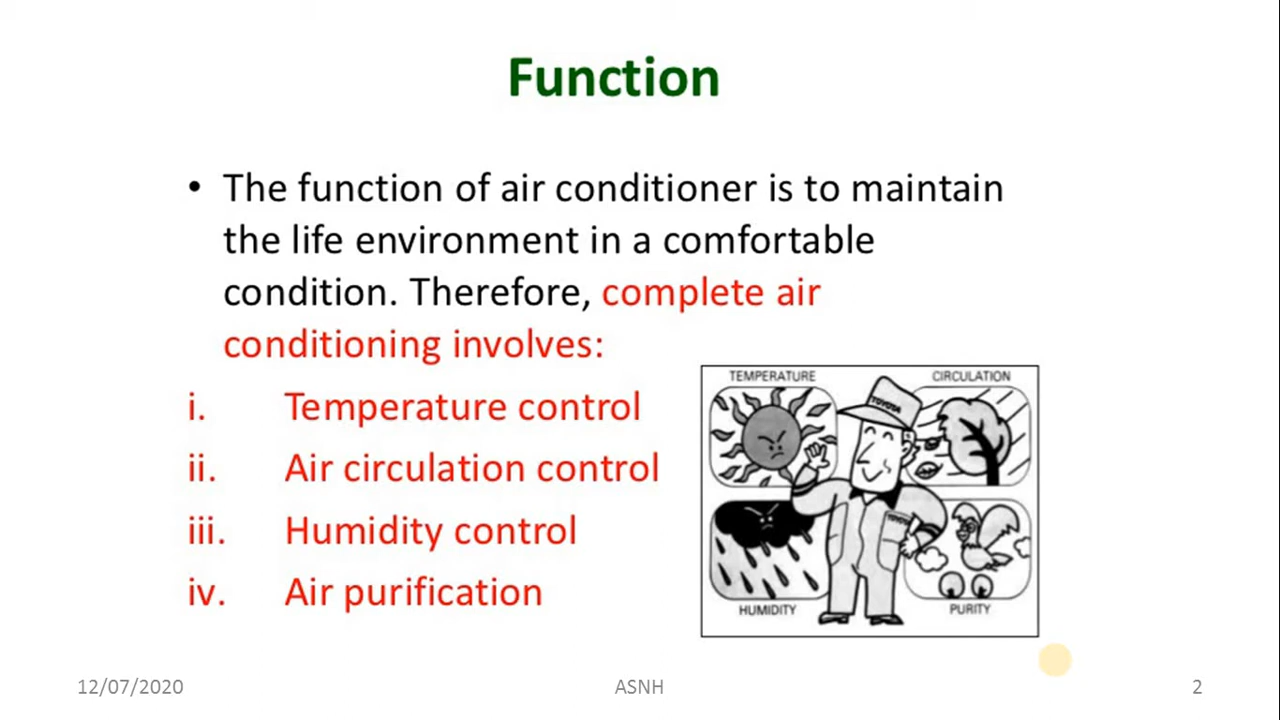 Function
• The function of air conditioner is to maintain
the life environment in a comfortable
condition. Therefore, complete air
conditioning involves:
i. Temperature control
ii. Air circulation control
iii. Humidity control
iv. Air purification
TEMPERATURE
CIRCULATION
TOYOTA
TOYOTA
HUMIDITY
PURITY
12/07/2020
ASNH
2